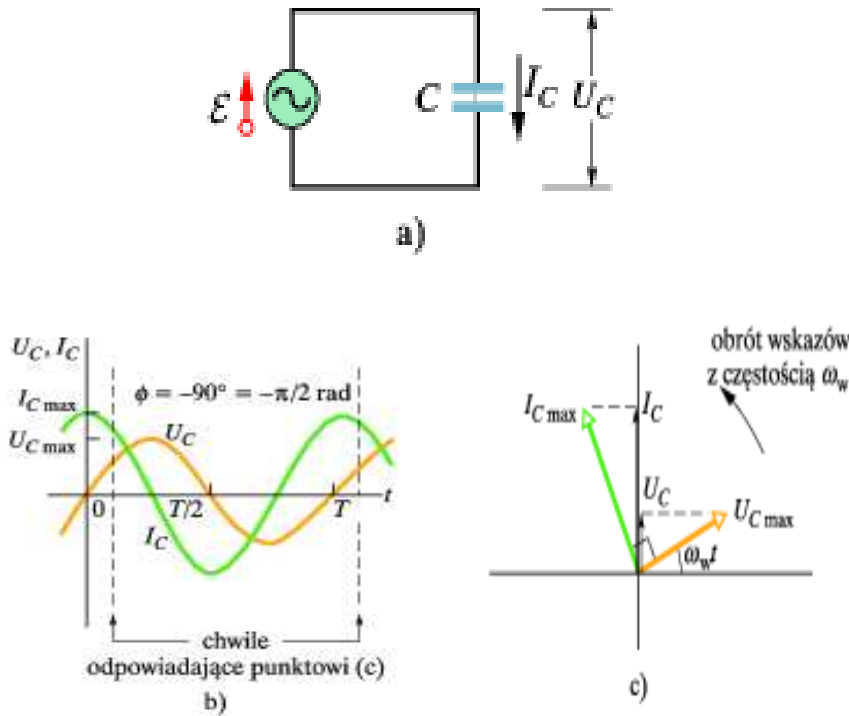 ℰ C I_C U_C
a)
U_C, I_C
I_C max
U_C max
ϕ = –90° = –π/2 rad
U_C
I_C
0 T/2 T t
chwile
odpowiadające punktowi (c)
b)
obrót wskazów
z częstością ω_w
I_C max I_C
U_C U_C max
ω_w t
c)